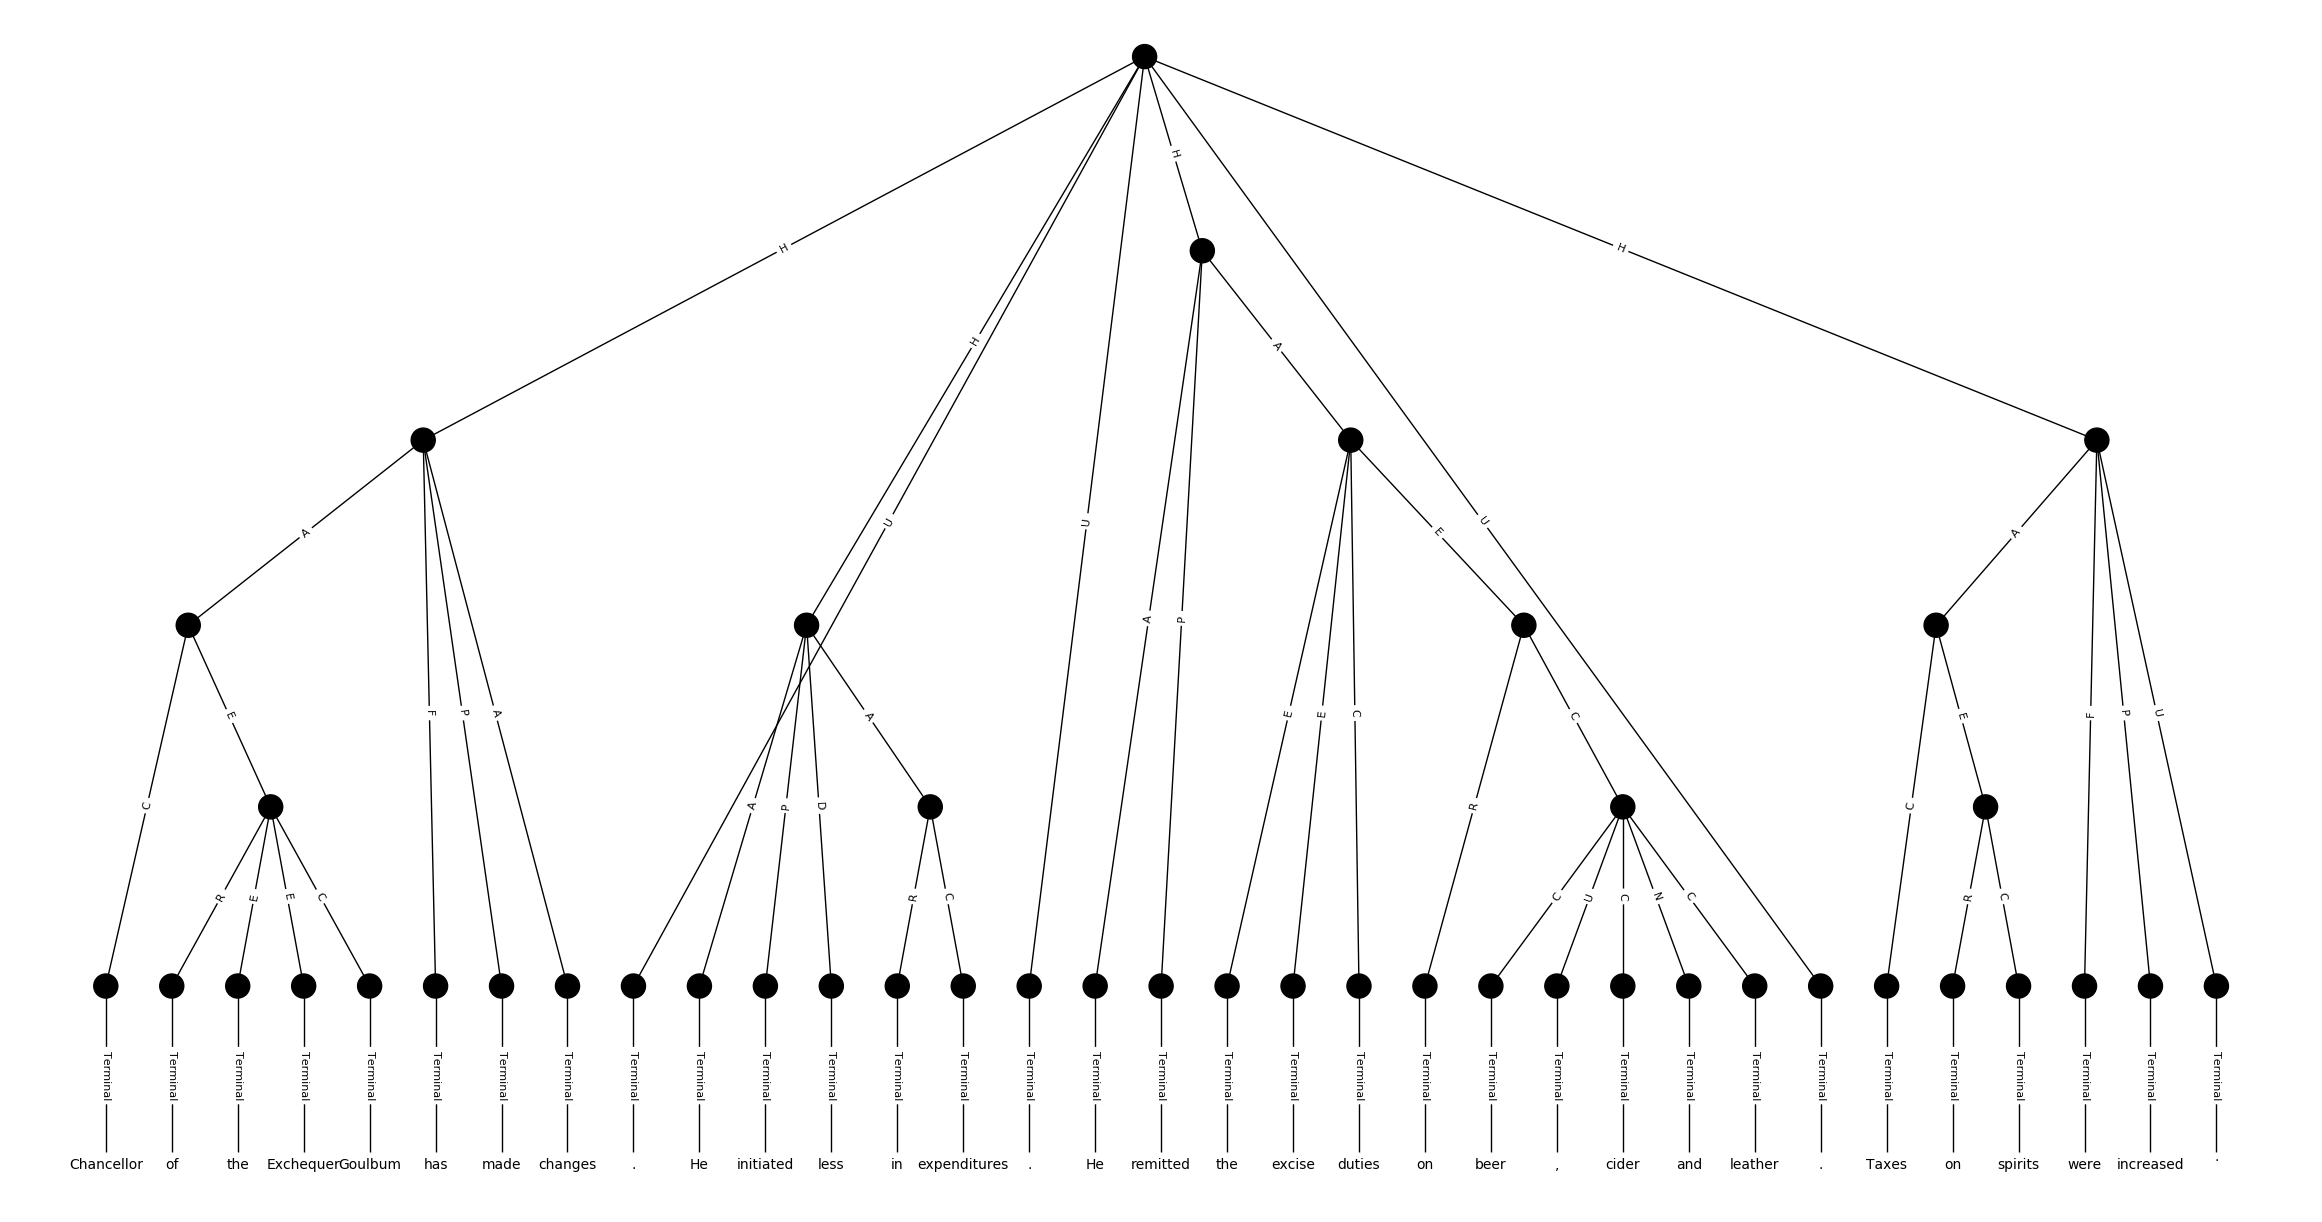 H
H
H
H
A
U
U
A
E
U
A
A
P
C
E
F
P
A
A
E
E
C
C
E
F
P
U
C
A
P
D
R
C
R
E
E
C
R
C
C
U
C
N
C
R
C
Terminal Terminal Terminal Terminal Terminal Terminal Terminal Terminal Terminal Terminal Terminal Terminal Terminal Terminal Terminal Terminal Terminal Terminal Terminal Terminal Terminal Terminal Terminal Terminal Terminal Terminal Terminal Terminal Terminal Terminal Terminal Terminal Terminal
Chancellor of the Exchequer Goulbum has made changes . He initiated less in expenditures . He remitted the excise duties on beer , cider and leather . Taxes on spirits were increased .